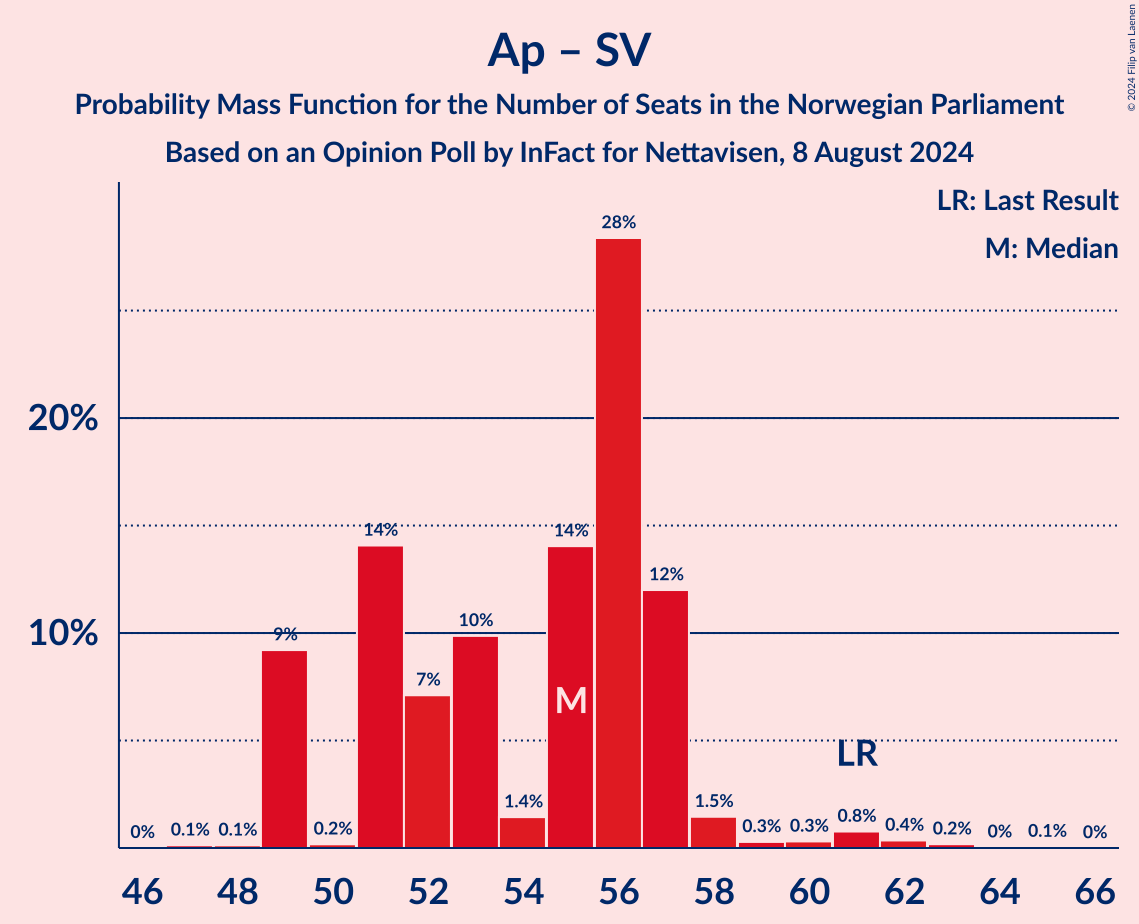 Ap – SV
Probability Mass Function for the Number of Seats in the Norwegian Parliament
Based on an Opinion Poll by InFact for Nettavisen, 8 August 2024
© 2024 Filip van Laenen
LR: Last Result
M: Median
28%
20%
14%
14%
12%
10%
10%
9%
7%
M
LR
0%
0.1%
0.1%
0.2%
1.4%
1.5%
0.3%
0.3%
0.8%
0.4%
0.2%
0%
0.1%
0%
46 48 50 52 54 56 58 60 62 64 66